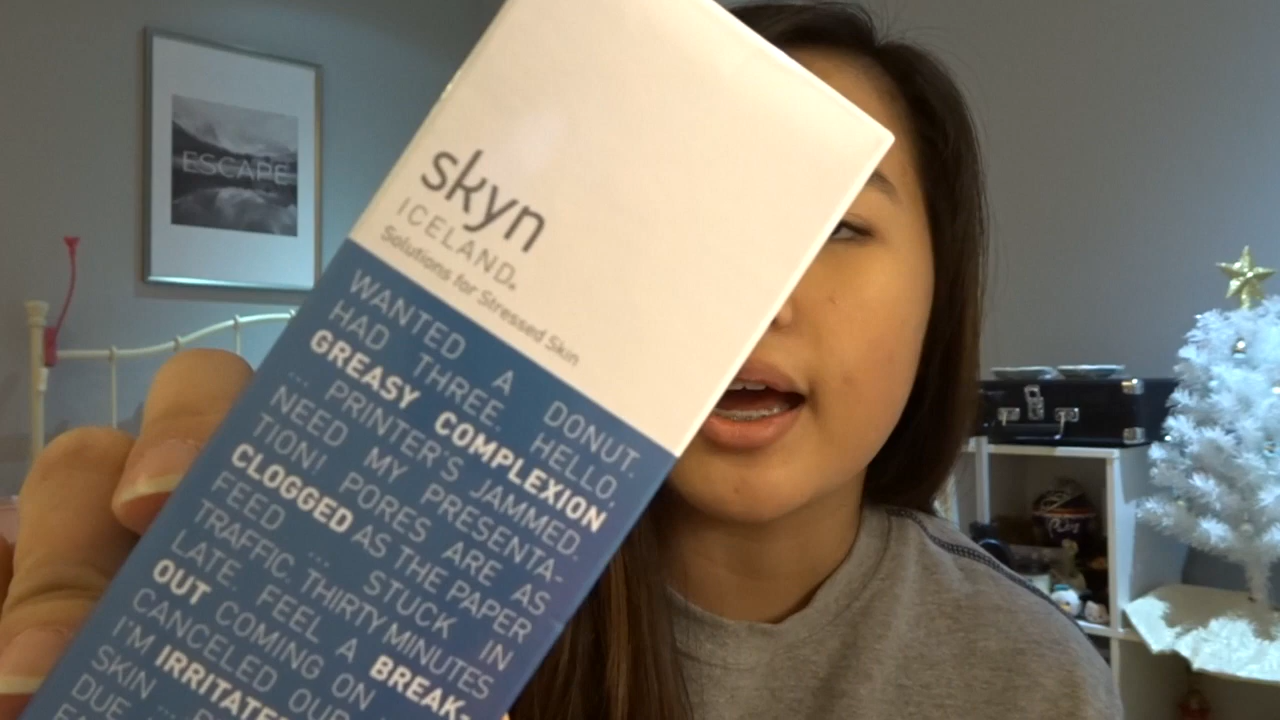 ESCAPE
skyn
ICELAND.
Solutions for Stressed Skin
WANTED A DONUT.
HAD THREE. HELLO,
GREASY COMPLEXION
... PRINTER'S JAMMED.
NEED MY PRESENTA-
TION! PORES ARE AS
CLOGGED AS THE PAPER
FEED ... STUCK IN
TRAFFIC. THIRTY MINUTES
LATE. FEEL A BREAK-
OUT COMING ON
CANCELED OUR
I'M IRRITATED
SKIN
DUE